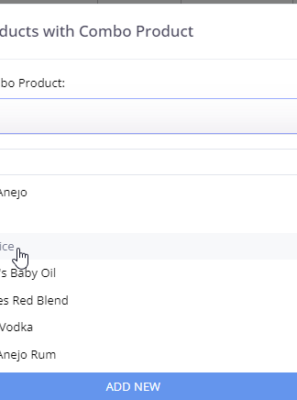 ducts with Combo Product
bo Product:
Anejo
ice
's Baby Oil
es Red Blend
Vodka
Anejo Rum
ADD NEW